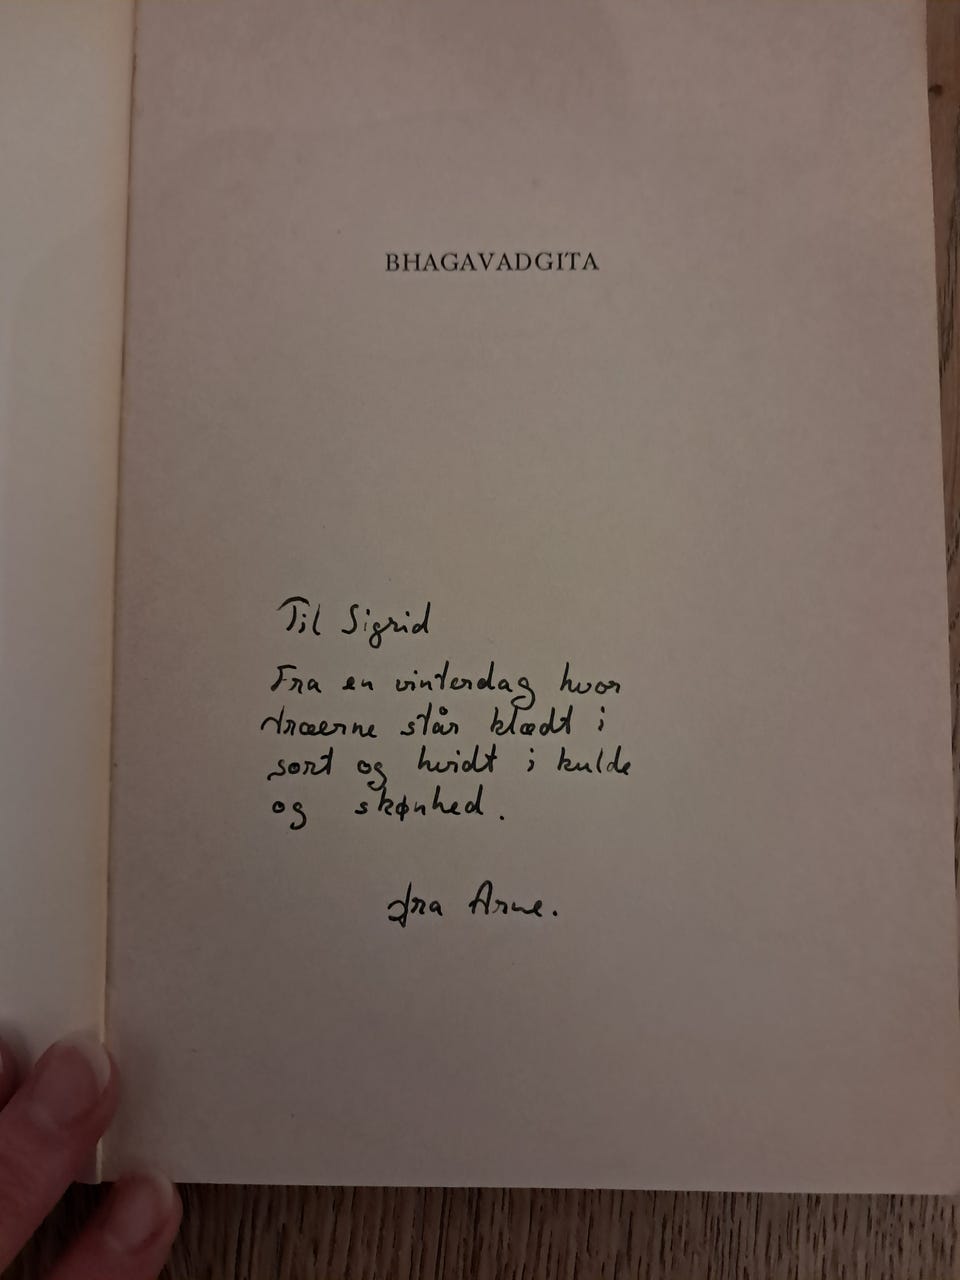 BHAGAVADGITA
Til Sigrid
Fra en vinterdag hvor
træerne står klædt i
sort og hvidt i kulde
og skønhed.
fra Arne.